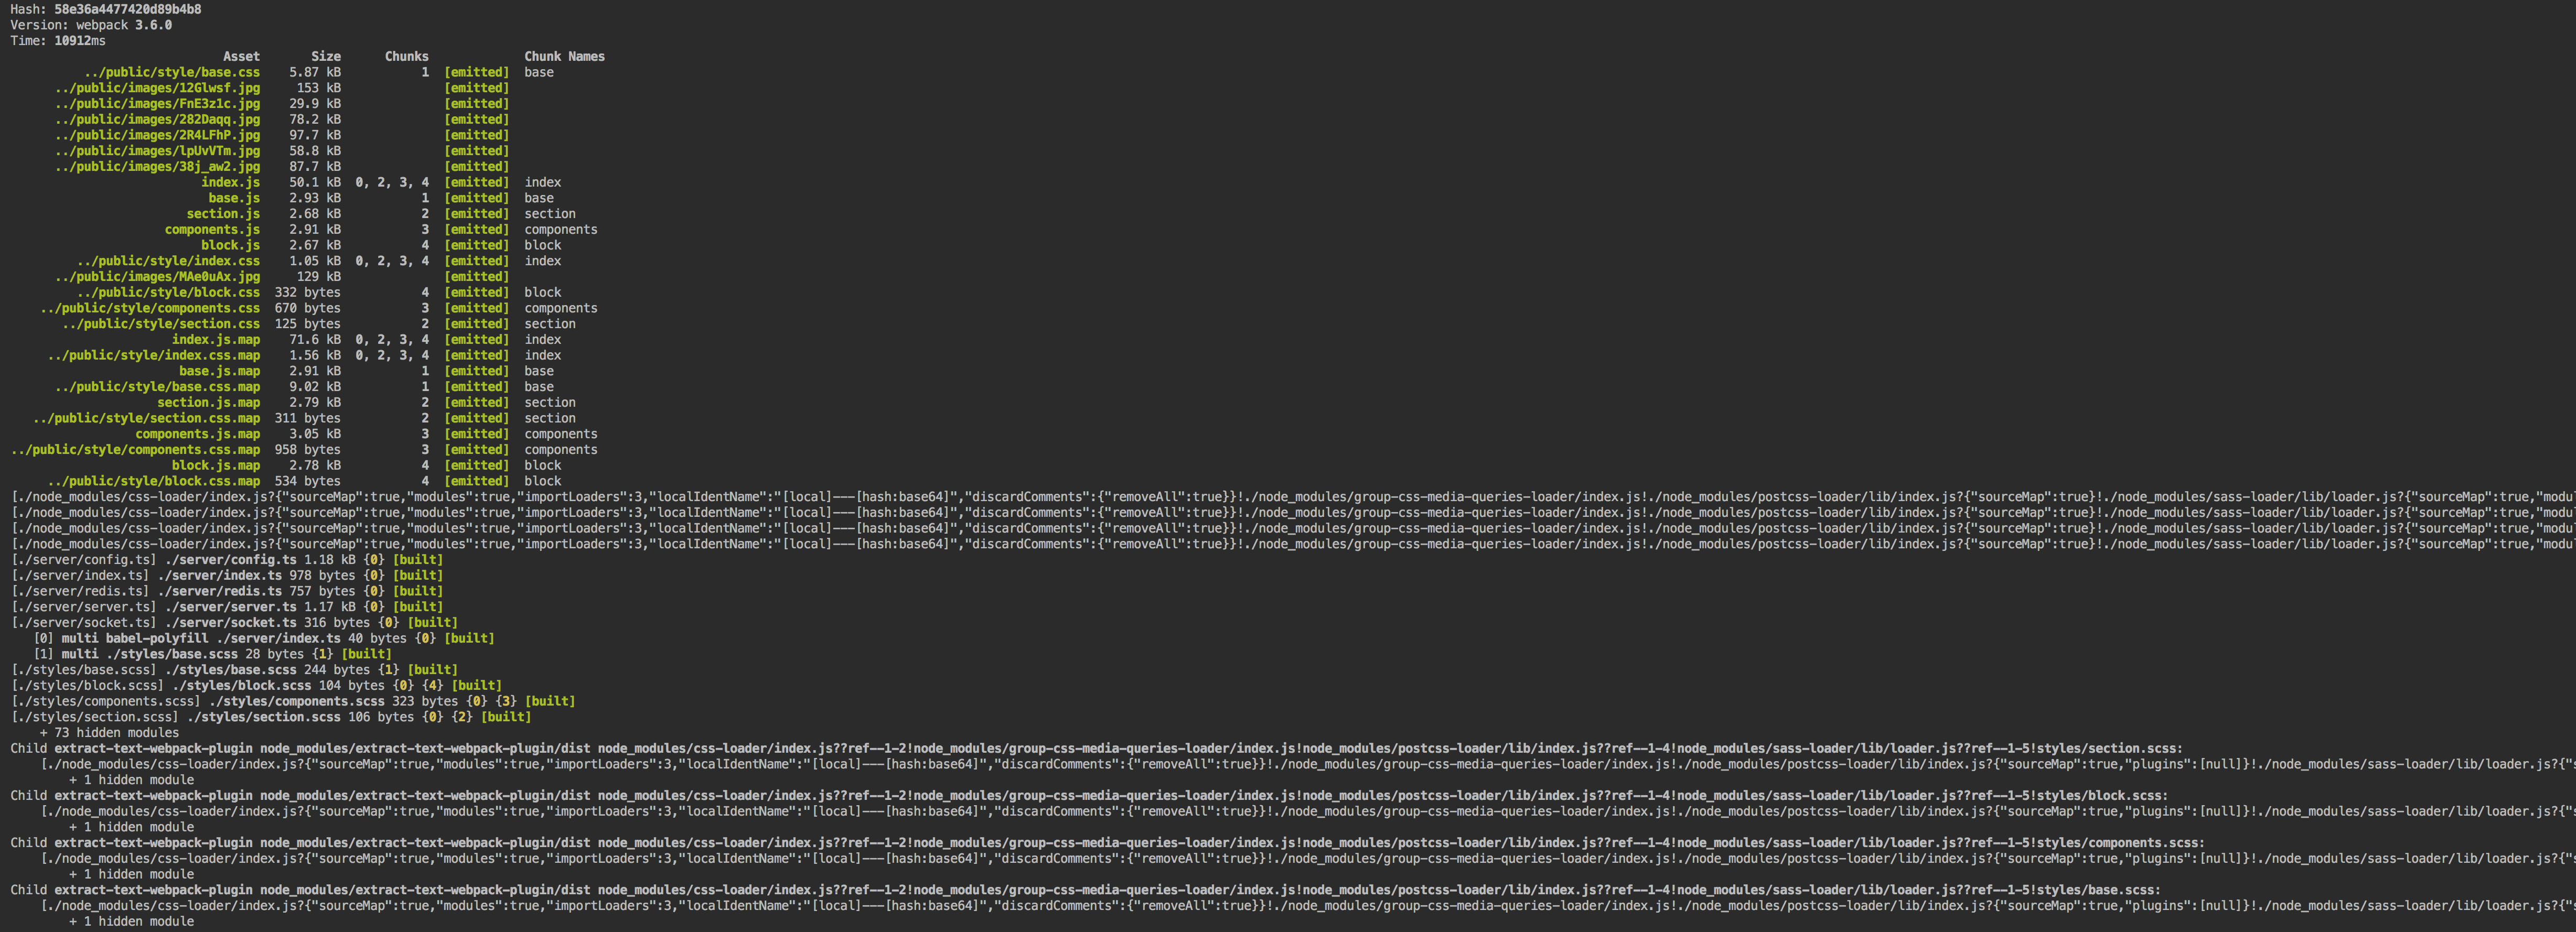 Hash: 58e36a4477420d89b4b8
Version: webpack 3.6.0
Time: 10912ms
Asset Size Chunks Chunk Names
../public/style/base.css 5.87 kB 1 [emitted] base
../public/images/12Glwsf.jpg 153 kB [emitted]
../public/images/FnE3z1c.jpg 29.9 kB [emitted]
../public/images/282Daqq.jpg 78.2 kB [emitted]
../public/images/2R4LFhP.jpg 97.7 kB [emitted]
../public/images/lpUvVTm.jpg 58.8 kB [emitted]
../public/images/38j_aw2.jpg 87.7 kB [emitted]
index.js 50.1 kB 0, 2, 3, 4 [emitted] index
base.js 2.93 kB 1 [emitted] base
section.js 2.68 kB 2 [emitted] section
components.js 2.91 kB 3 [emitted] components
block.js 2.67 kB 4 [emitted] block
../public/style/index.css 1.05 kB 0, 2, 3, 4 [emitted] index
../public/images/MAe0uAx.jpg 129 kB [emitted]
../public/style/block.css 332 bytes 4 [emitted] block
../public/style/components.css 670 bytes 3 [emitted] components
../public/style/section.css 125 bytes 2 [emitted] section
index.js.map 71.6 kB 0, 2, 3, 4 [emitted] index
../public/style/index.css.map 1.56 kB 0, 2, 3, 4 [emitted] index
base.js.map 2.91 kB 1 [emitted] base
../public/style/base.css.map 9.02 kB 1 [emitted] base
section.js.map 2.79 kB 2 [emitted] section
../public/style/section.css.map 311 bytes 2 [emitted] section
components.js.map 3.05 kB 3 [emitted] components
../public/style/components.css.map 958 bytes 3 [emitted] components
block.js.map 2.78 kB 4 [emitted] block
../public/style/block.css.map 534 bytes 4 [emitted] block
[./node_modules/css-loader/index.js?{"sourceMap":true,"modules":true,"importLoaders":3,"localIdentName":"[local]---[hash:base64]","discardComments":{"removeAll":true}}!./node_modules/group-css-media-queries-loader/index.js!./node_modules/postcss-loader/lib/index.js?{"sourceMap":true}!./node_modules/sass-loader/lib/loader.js?{"sourceMap":true,"modul
[./node_modules/css-loader/index.js?{"sourceMap":true,"modules":true,"importLoaders":3,"localIdentName":"[local]---[hash:base64]","discardComments":{"removeAll":true}}!./node_modules/group-css-media-queries-loader/index.js!./node_modules/postcss-loader/lib/index.js?{"sourceMap":true}!./node_modules/sass-loader/lib/loader.js?{"sourceMap":true,"modul
[./node_modules/css-loader/index.js?{"sourceMap":true,"modules":true,"importLoaders":3,"localIdentName":"[local]---[hash:base64]","discardComments":{"removeAll":true}}!./node_modules/group-css-media-queries-loader/index.js!./node_modules/postcss-loader/lib/index.js?{"sourceMap":true}!./node_modules/sass-loader/lib/loader.js?{"sourceMap":true,"modul
[./node_modules/css-loader/index.js?{"sourceMap":true,"modules":true,"importLoaders":3,"localIdentName":"[local]---[hash:base64]","discardComments":{"removeAll":true}}!./node_modules/group-css-media-queries-loader/index.js!./node_modules/postcss-loader/lib/index.js?{"sourceMap":true}!./node_modules/sass-loader/lib/loader.js?{"sourceMap":true,"modul
[./server/config.ts] ./server/config.ts 1.18 kB {0} [built]
[./server/index.ts] ./server/index.ts 978 bytes {0} [built]
[./server/redis.ts] ./server/redis.ts 757 bytes {0} [built]
[./server/server.ts] ./server/server.ts 1.17 kB {0} [built]
[./server/socket.ts] ./server/socket.ts 316 bytes {0} [built]
[0] multi babel-polyfill ./server/index.ts 40 bytes {0} [built]
[1] multi ./styles/base.scss 28 bytes {1} [built]
[./styles/base.scss] ./styles/base.scss 244 bytes {1} [built]
[./styles/block.scss] ./styles/block.scss 104 bytes {0} {4} [built]
[./styles/components.scss] ./styles/components.scss 323 bytes {0} {3} [built]
[./styles/section.scss] ./styles/section.scss 106 bytes {0} {2} [built]
+ 73 hidden modules
Child extract-text-webpack-plugin node_modules/extract-text-webpack-plugin/dist node_modules/css-loader/index.js??ref--1-2!node_modules/group-css-media-queries-loader/index.js!node_modules/postcss-loader/lib/index.js??ref--1-4!node_modules/sass-loader/lib/loader.js??ref--1-5!styles/section.scss:
[./node_modules/css-loader/index.js?{"sourceMap":true,"modules":true,"importLoaders":3,"localIdentName":"[local]---[hash:base64]","discardComments":{"removeAll":true}}!./node_modules/group-css-media-queries-loader/index.js!./node_modules/postcss-loader/lib/index.js?{"sourceMap":true,"plugins":[null]}!./node_modules/sass-loader/lib/loader.js?{"s
+ 1 hidden module
Child extract-text-webpack-plugin node_modules/extract-text-webpack-plugin/dist node_modules/css-loader/index.js??ref--1-2!node_modules/group-css-media-queries-loader/index.js!node_modules/postcss-loader/lib/index.js??ref--1-4!node_modules/sass-loader/lib/loader.js??ref--1-5!styles/block.scss:
[./node_modules/css-loader/index.js?{"sourceMap":true,"modules":true,"importLoaders":3,"localIdentName":"[local]---[hash:base64]","discardComments":{"removeAll":true}}!./node_modules/group-css-media-queries-loader/index.js!./node_modules/postcss-loader/lib/index.js?{"sourceMap":true,"plugins":[null]}!./node_modules/sass-loader/lib/loader.js?{"s
+ 1 hidden module
Child extract-text-webpack-plugin node_modules/extract-text-webpack-plugin/dist node_modules/css-loader/index.js??ref--1-2!node_modules/group-css-media-queries-loader/index.js!node_modules/postcss-loader/lib/index.js??ref--1-4!node_modules/sass-loader/lib/loader.js??ref--1-5!styles/components.scss:
[./node_modules/css-loader/index.js?{"sourceMap":true,"modules":true,"importLoaders":3,"localIdentName":"[local]---[hash:base64]","discardComments":{"removeAll":true}}!./node_modules/group-css-media-queries-loader/index.js!./node_modules/postcss-loader/lib/index.js?{"sourceMap":true,"plugins":[null]}!./node_modules/sass-loader/lib/loader.js?{"s
+ 1 hidden module
Child extract-text-webpack-plugin node_modules/extract-text-webpack-plugin/dist node_modules/css-loader/index.js??ref--1-2!node_modules/group-css-media-queries-loader/index.js!node_modules/postcss-loader/lib/index.js??ref--1-4!node_modules/sass-loader/lib/loader.js??ref--1-5!styles/base.scss:
[./node_modules/css-loader/index.js?{"sourceMap":true,"modules":true,"importLoaders":3,"localIdentName":"[local]---[hash:base64]","discardComments":{"removeAll":true}}!./node_modules/group-css-media-queries-loader/index.js!./node_modules/postcss-loader/lib/index.js?{"sourceMap":true,"plugins":[null]}!./node_modules/sass-loader/lib/loader.js?{"s
+ 1 hidden module